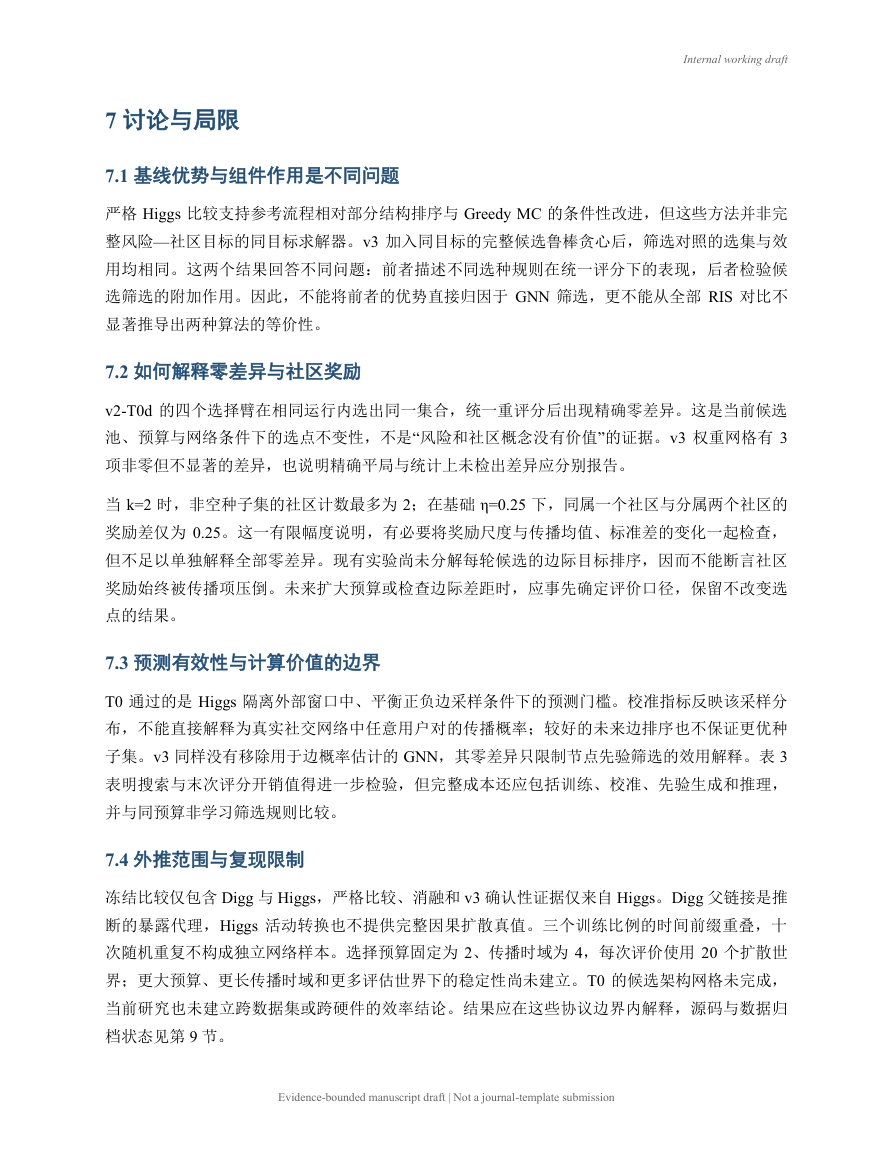 Internal working draft
7 讨论与局限
7.1 基线优势与组件作用是不同问题
严格 Higgs 比较支持参考流程相对部分结构排序与 Greedy MC 的条件性改进，但这些方法并非完
整风险—社区目标的同目标求解器。v3 加入同目标的完整候选鲁棒贪心后，筛选对照的选集与效
用均相同。这两个结果回答不同问题：前者描述不同选种规则在统一评分下的表现，后者检验候
选筛选的附加作用。因此，不能将前者的优势直接归因于 GNN 筛选，更不能从全部 RIS 对比不
显著推导出两种算法的等价性。
7.2 如何解释零差异与社区奖励
v2-T0d 的四个选择臂在相同运行内选出同一集合，统一重评分后出现精确零差异。这是当前候选
池、预算与网络条件下的选点不变性，不是“风险和社区概念没有价值”的证据。v3 权重网格有 3
项非零但不显著的差异，也说明精确平局与统计上未检出差异应分别报告。
当 k=2 时，非空种子集的社区计数最多为 2；在基础 η=0.25 下，同属一个社区与分属两个社区的
奖励差仅为 0.25。这一有限幅度说明，有必要将奖励尺度与传播均值、标准差的变化一起检查，
但不足以单独解释全部零差异。现有实验尚未分解每轮候选的边际目标排序，因而不能断言社区
奖励始终被传播项压倒。未来扩大预算或检查边际差距时，应事先确定评价口径，保留不改变选
点的结果。
7.3 预测有效性与计算价值的边界
T0 通过的是 Higgs 隔离外部窗口中、平衡正负边采样条件下的预测门槛。校准指标反映该采样分
布，不能直接解释为真实社交网络中任意用户对的传播概率；较好的未来边排序也不保证更优种
子集。v3 同样没有移除用于边概率估计的 GNN，其零差异只限制节点先验筛选的效用解释。表 3
表明搜索与末次评分开销值得进一步检验，但完整成本还应包括训练、校准、先验生成和推理，
并与同预算非学习筛选规则比较。
7.4 外推范围与复现限制
冻结比较仅包含 Digg 与 Higgs，严格比较、消融和 v3 确认性证据仅来自 Higgs。Digg 父链接是推
断的暴露代理，Higgs 活动转换也不提供完整因果扩散真值。三个训练比例的时间前缀重叠，十
次随机重复不构成独立网络样本。选择预算固定为 2、传播时域为 4，每次评价使用 20 个扩散世
界；更大预算、更长传播时域和更多评估世界下的稳定性尚未建立。T0 的候选架构网格未完成，
当前研究也未建立跨数据集或跨硬件的效率结论。结果应在这些协议边界内解释，源码与数据归
档状态见第 9 节。
Evidence-bounded manuscript draft | Not a journal-template submission